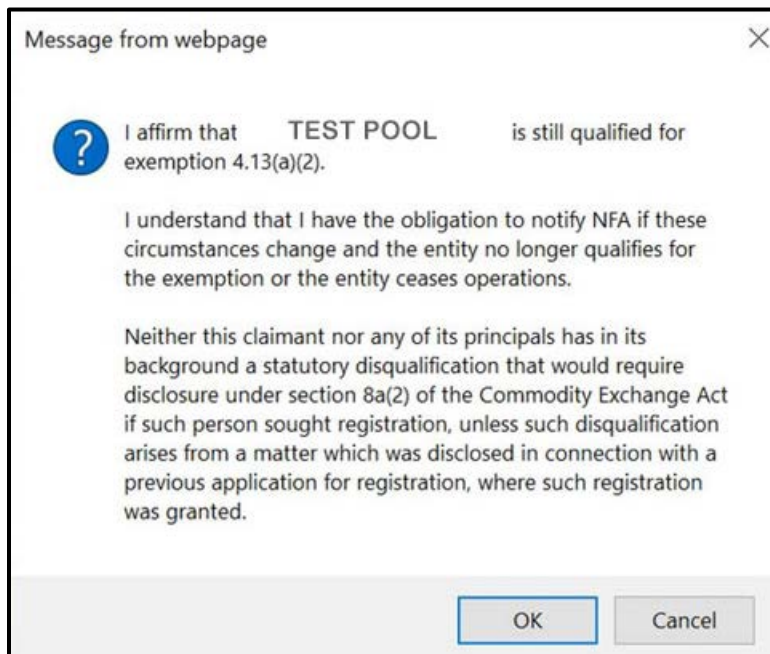 Message from webpage
I affirm that TEST POOL is still qualified for
exemption 4.13(a)(2).
I understand that I have the obligation to notify NFA if these
circumstances change and the entity no longer qualifies for
the exemption or the entity ceases operations.
Neither this claimant nor any of its principals has in its
background a statutory disqualification that would require
disclosure under section 8a(2) of the Commodity Exchange Act
if such person sought registration, unless such disqualification
arises from a matter which was disclosed in connection with a
previous application for registration, where such registration
was granted.
OK Cancel